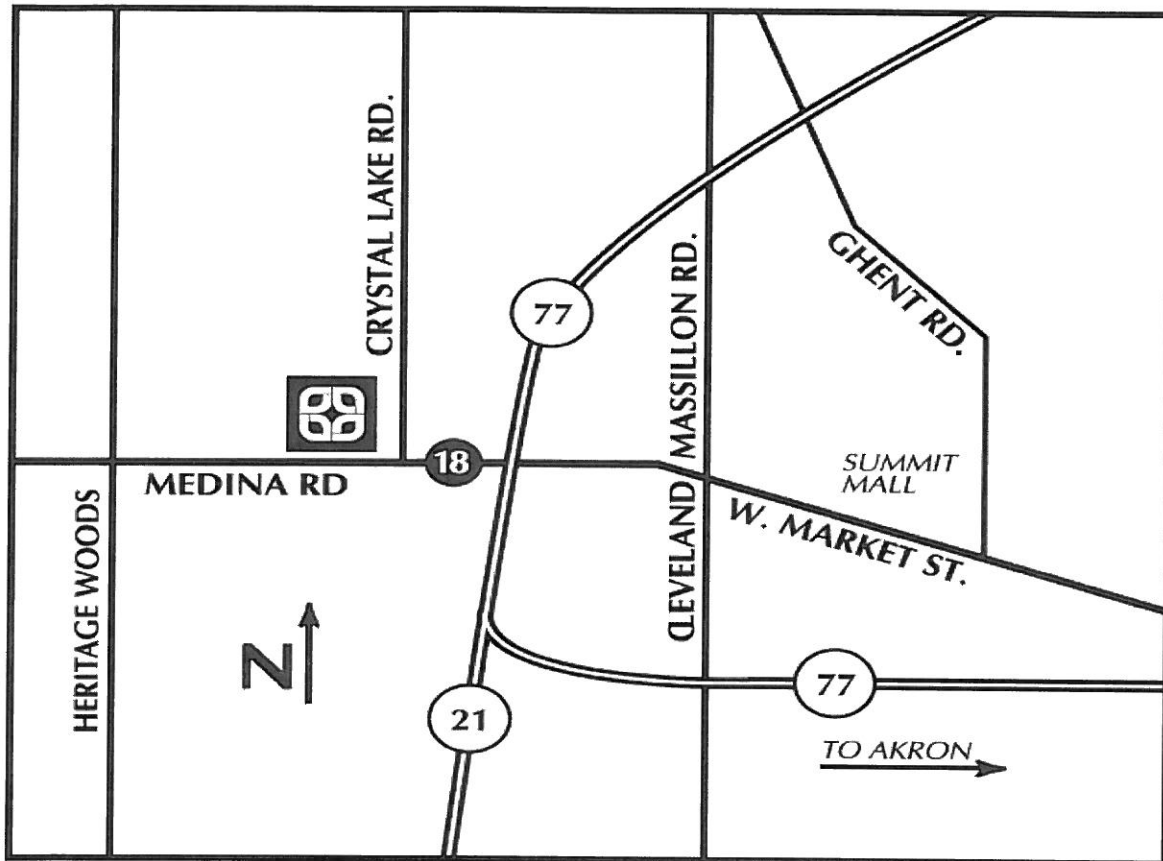 CRYSTAL LAKE RD.
77
CLEVELAND MASSILLON RD.
GHENT RD.
18
MEDINA RD
SUMMIT
MALL
W. MARKET ST.
HERITAGE WOODS
N
21
77
TO AKRON